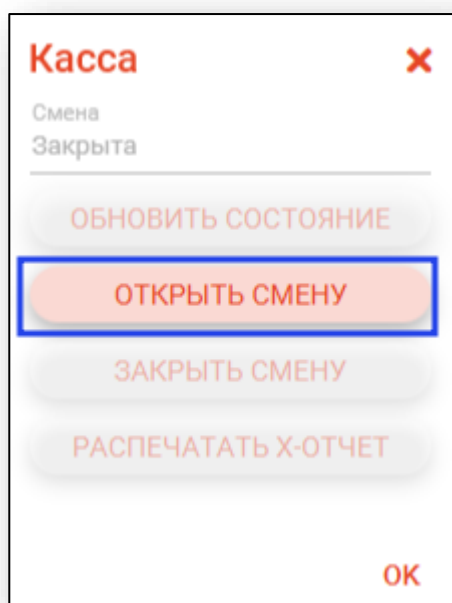 Касса
Смена
Закрыта
ОБНОВИТЬ СОСТОЯНИЕ
ОТКРЫТЬ СМЕНУ
ЗАКРЫТЬ СМЕНУ
РАСПЕЧАТАТЬ X-ОТЧЕТ
OK